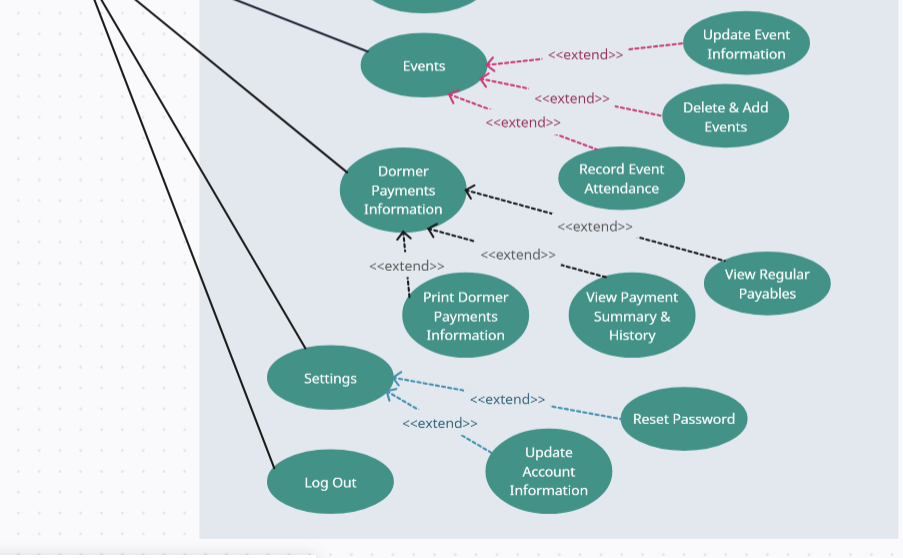 Update Event
Information
<<extend>>
Events
<<extend>>
Delete & Add
Events
<<extend>>
Record Event
Attendance
Dormer
Payments
Information
<<extend>>
<<extend>>
<<extend>>
View Regular
Payables
Print Dormer
Payments
Information
View Payment
Summary &
History
Settings
<<extend>>
Reset Password
<<extend>>
Update
Account
Information
Log Out